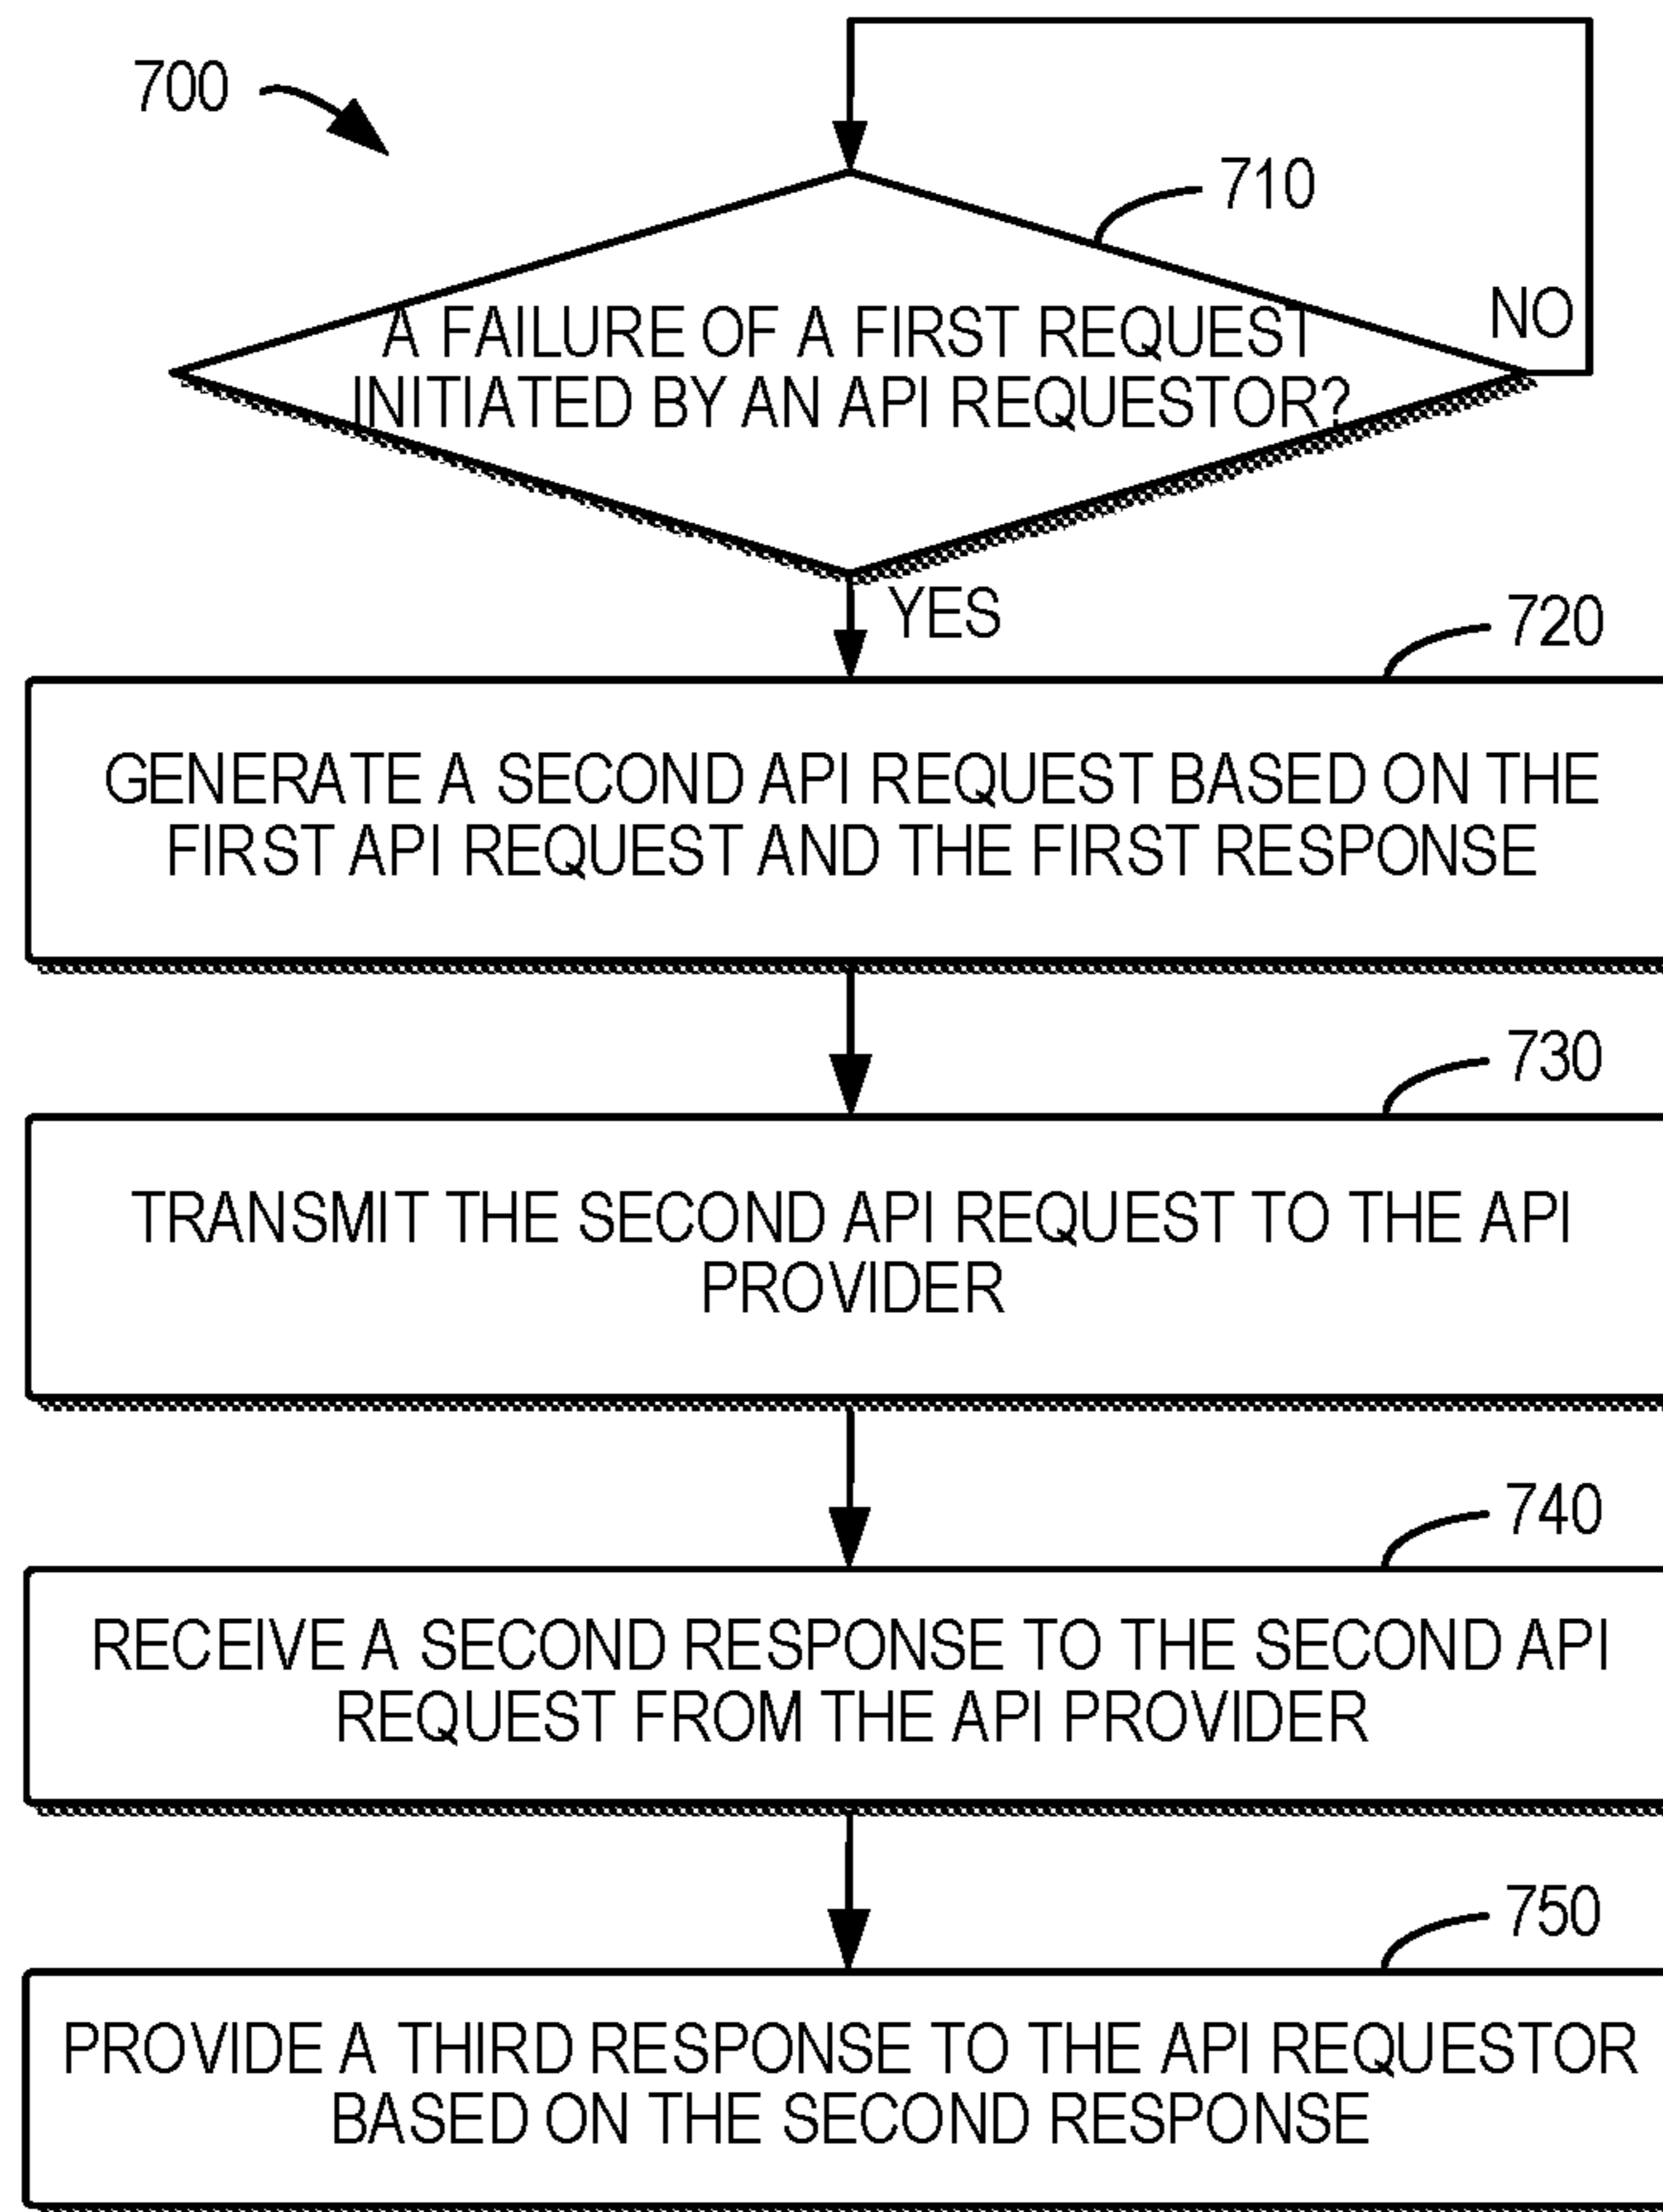 700
710
A FAILURE OF A FIRST REQUEST
INITIATED BY AN API REQUESTOR?
NO
YES
720
GENERATE A SECOND API REQUEST BASED ON THE
FIRST API REQUEST AND THE FIRST RESPONSE
730
TRANSMIT THE SECOND API REQUEST TO THE API
PROVIDER
740
RECEIVE A SECOND RESPONSE TO THE SECOND API
REQUEST FROM THE API PROVIDER
750
PROVIDE A THIRD RESPONSE TO THE API REQUESTOR
BASED ON THE SECOND RESPONSE